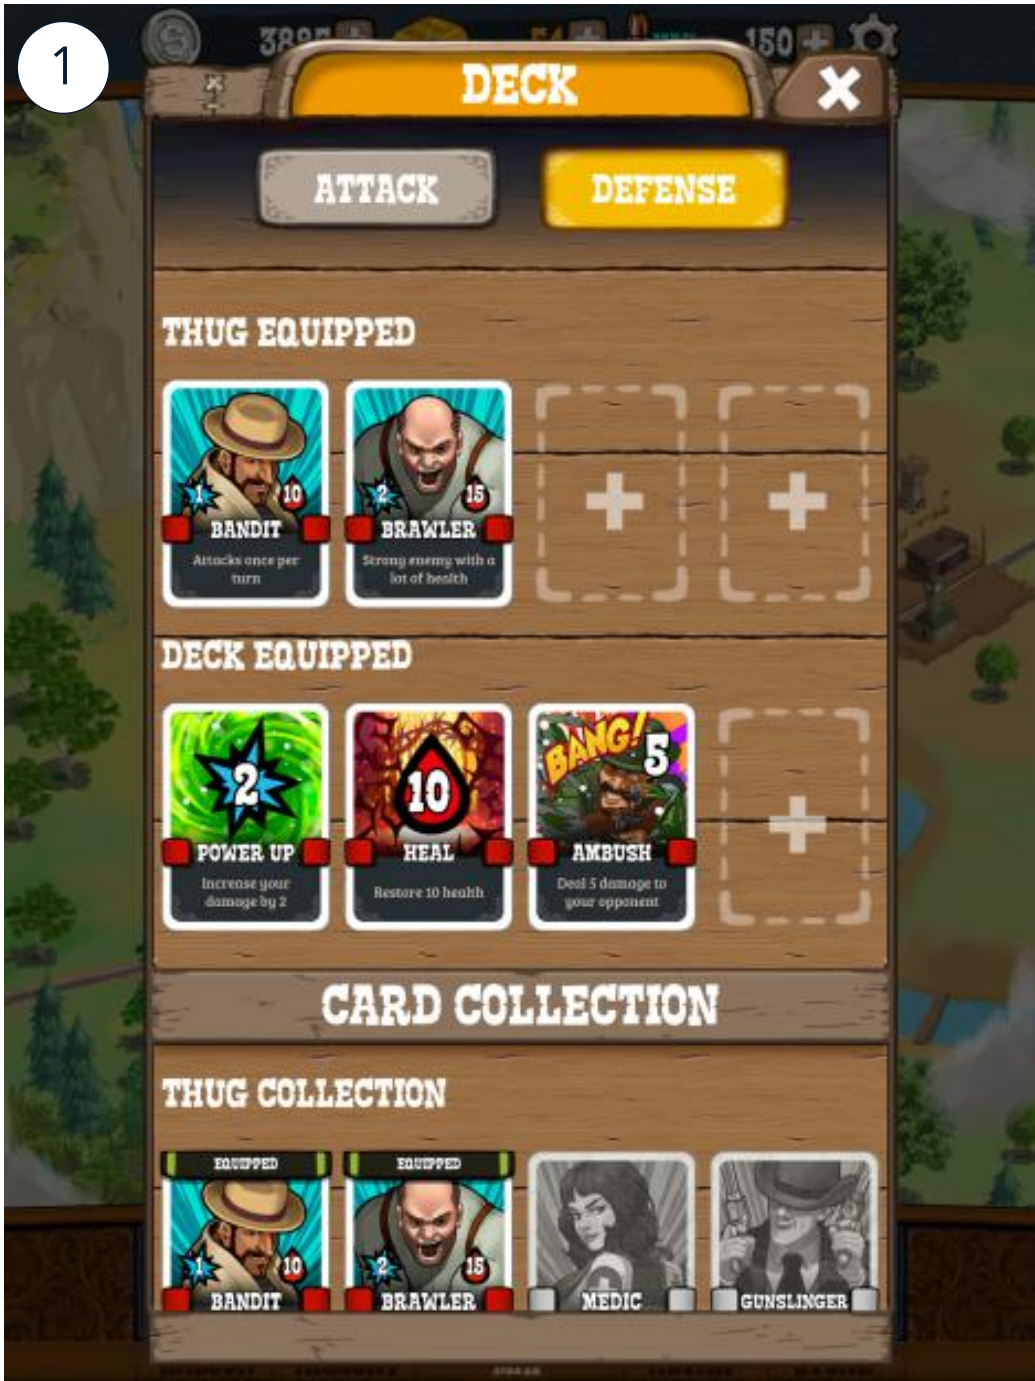 1
150
DECK
ATTACK
DEFENSE
THUG EQUIPPED
1
10
BANDIT
Attacks once per
turn
2
15
BRAWLER
Strong enemy with a
lot of health
DECK EQUIPPED
2
POWER UP
Increase your
damage by 2
10
HEAL
Restore 10 health
BANG!
5
AMBUSH
Deal 5 damage to
your opponent
CARD COLLECTION
THUG COLLECTION
EQUIPPED
1
10
BANDIT
EQUIPPED
2
15
BRAWLER
MEDIC
GUNSLINGER